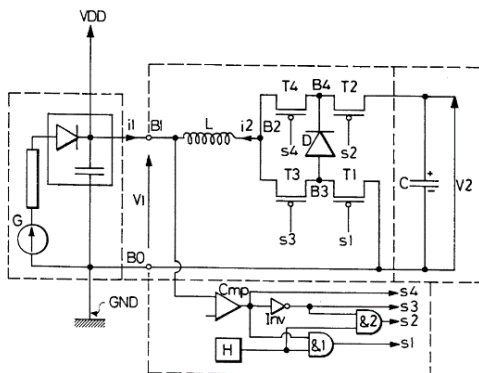 VDD
T4 B4 T2
i1 B1 L i2 B2
D
s4 s2
T3 B3 T1
C + − V2
V1
G
s3 s1
B0
Cmp
s4
Inv
s3
&2 s2
GND
H &1 s1